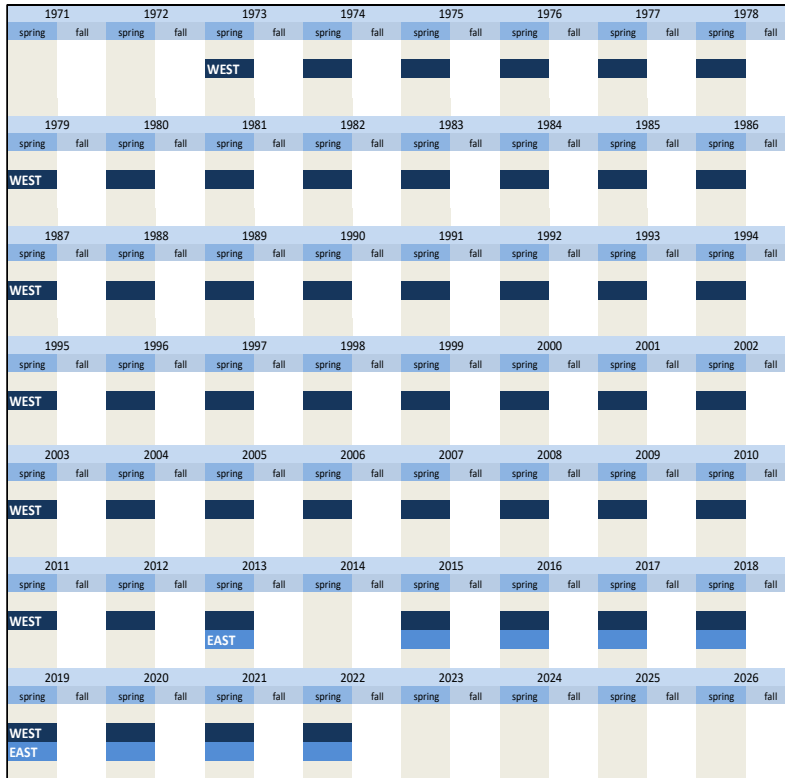 1971 1972 1973 1974 1975 1976 1977 1978
spring fall spring fall spring fall spring fall spring fall spring fall spring fall spring fall
WEST
1979 1980 1981 1982 1983 1984 1985 1986
spring fall spring fall spring fall spring fall spring fall spring fall spring fall spring fall
WEST
1987 1988 1989 1990 1991 1992 1993 1994
spring fall spring fall spring fall spring fall spring fall spring fall spring fall spring fall
WEST
1995 1996 1997 1998 1999 2000 2001 2002
spring fall spring fall spring fall spring fall spring fall spring fall spring fall spring fall
WEST
2003 2004 2005 2006 2007 2008 2009 2010
spring fall spring fall spring fall spring fall spring fall spring fall spring fall spring fall
WEST
2011 2012 2013 2014 2015 2016 2017 2018
spring fall spring fall spring fall spring fall spring fall spring fall spring fall spring fall
WEST
EAST
2019 2020 2021 2022 2023 2024 2025 2026
spring fall spring fall spring fall spring fall spring fall spring fall spring fall spring fall
WEST
EAST